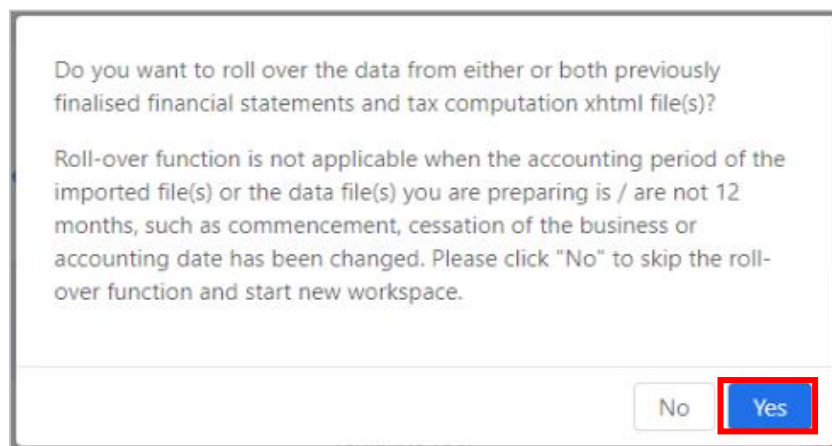 Do you want to roll over the data from either or both previously
finalised financial statements and tax computation xhtml file(s)?
Roll-over function is not applicable when the accounting period of the
imported file(s) or the data file(s) you are preparing is / are not 12
months, such as commencement, cessation of the business or
accounting date has been changed. Please click "No" to skip the roll-
over function and start new workspace.
No Yes